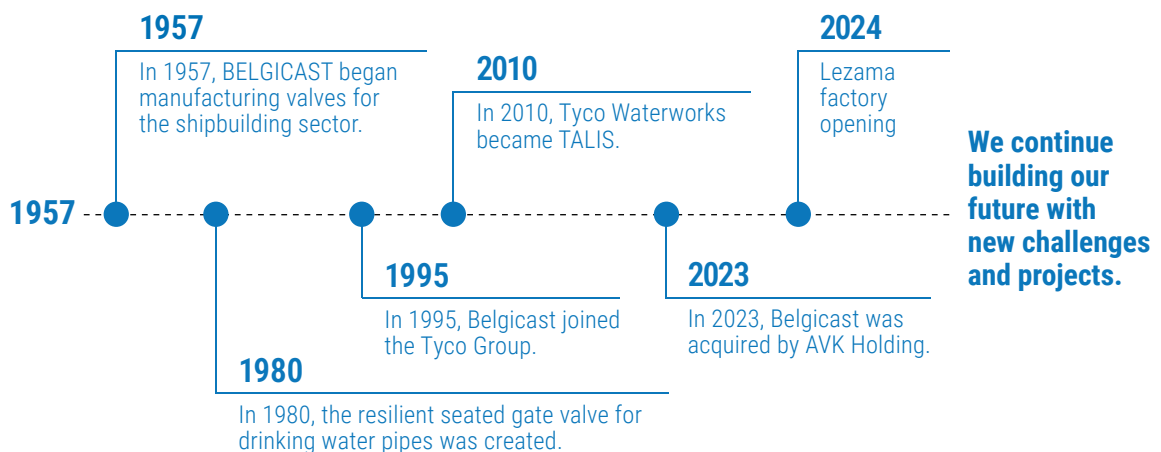 1957
1957
In 1957, BELGICAST began
manufacturing valves for
the shipbuilding sector.
1980
In 1980, the resilient seated gate valve for
drinking water pipes was created.
1995
In 1995, Belgicast joined
the Tyco Group.
2010
In 2010, Tyco Waterworks
became TALIS.
2023
In 2023, Belgicast was
acquired by AVK Holding.
2024
Lezama
factory
opening
We continue
building our
future with
new challenges
and projects.